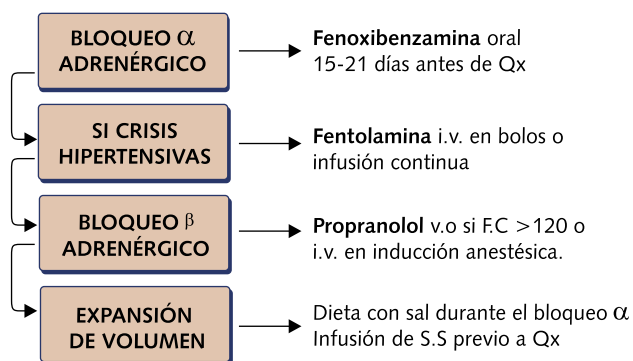 BLOQUEO α
ADRENÉRGICO
Fenoxibenzamina oral
15-21 días antes de Qx
SI CRISIS
HIPERTENSIVAS
Fentolamina i.v. en bolos o
infusión continua
BLOQUEO β
ADRENÉRGICO
Propranolol v.o si F.C >120 o
i.v. en inducción anestésica.
EXPANSIÓN
DE VOLUMEN
Dieta con sal durante el bloqueo α
Infusión de S.S previo a Qx